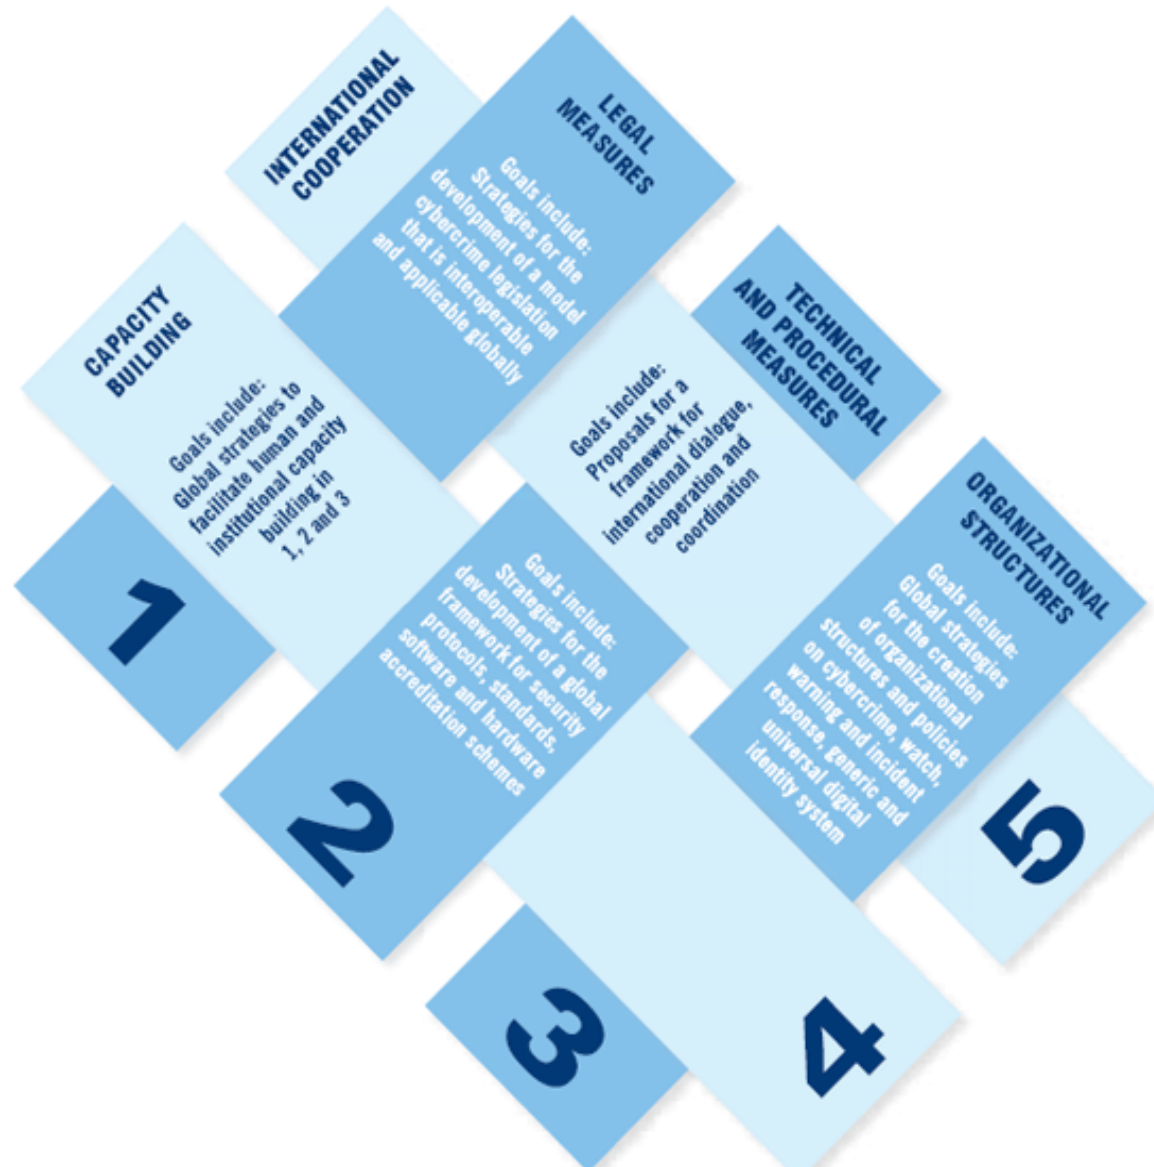 INTERNATIONAL
COOPERATION
LEGAL
MEASURES
Goals include:
Strategies for the
development of a model
cybercrime legislation
that is interoperable
and applicable globally
CAPACITY
BUILDING
Goals include:
Global strategies to
facilitate human and
institutional capacity
building in
1, 2 and 3
TECHNICAL
AND PROCEDURAL
MEASURES
Goals include:
Proposals for a
framework for
international dialogue,
cooperation and
coordination
ORGANIZATIONAL
STRUCTURES
Goals include:
Global strategies
for the creation
of organizational
structures and policies
on cybercrime, watch,
warning and incident
response, generic and
universal digital
identity system
1
Goals include:
Strategies for the
development of a global
framework for security
protocols, standards,
software and hardware
accreditation schemes
2
3
4
5